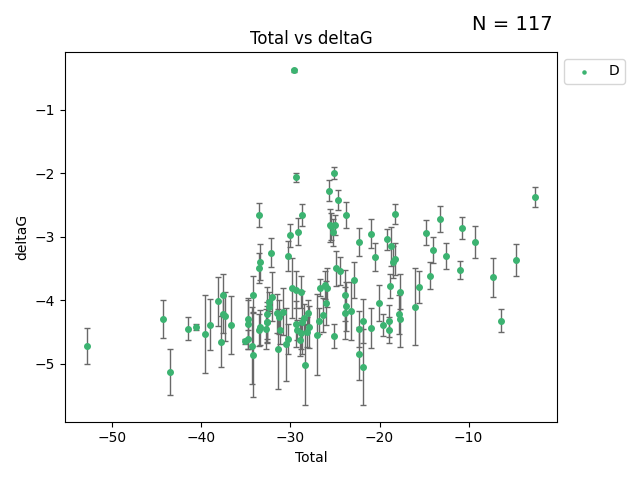 N = 117
Total vs deltaG
D
−1
−2
−3
−4
−5
deltaG
−50 −40 −30 −20 −10
Total